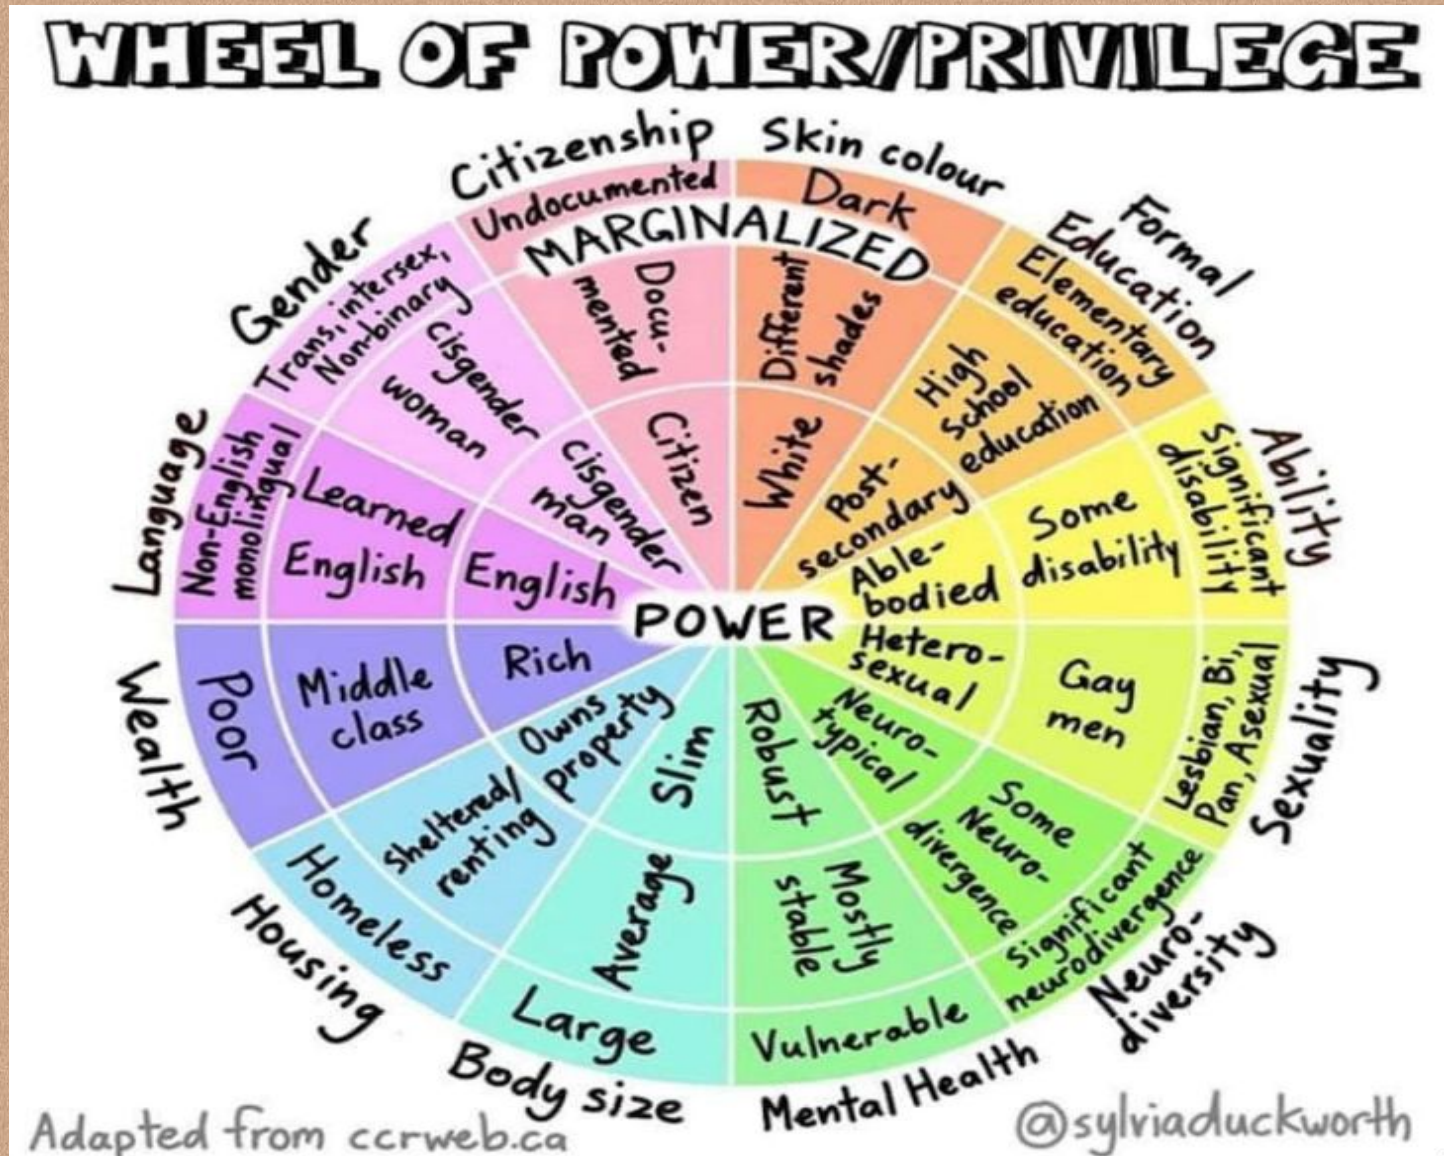 WHEEL OF POWER/PRIVILEGE
Citizenship
Undocumented
Docu-
mented
Citizen
Skin colour
Dark
Different
shades
White
MARGINALIZED
Formal
Education
Elementary
education
High
school
education
Post-
secondary
Ability
Significant
disability
Some
disability
Able-
bodied
Sexuality
Lesbian, Bi,
Pan, Asexual
Gay
men
Hetero-
sexual
Neuro-
diversity
Significant
neurodivergence
Some
Neuro-
divergence
Neuro-
typical
Mental Health
Vulnerable
Mostly
stable
Robust
Body size
Large
Average
Slim
Housing
Homeless
Sheltered/
renting
Owns
property
Wealth
Poor
Middle
class
Rich
Language
Non-English
monolingual
Learned
English
English
Gender
Trans, intersex,
Non-binary
Cisgender
woman
Cisgender
man
POWER
Adapted from ccrweb.ca
@sylviaduckworth